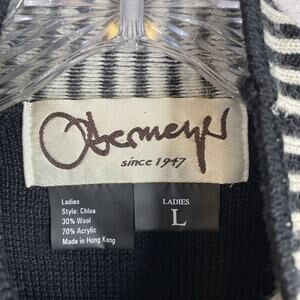 Obermeyer
since 1947
Ladies
Style: Chloe
30% Wool
70% Acrylic
Made in Hong Kong
LADIES
L